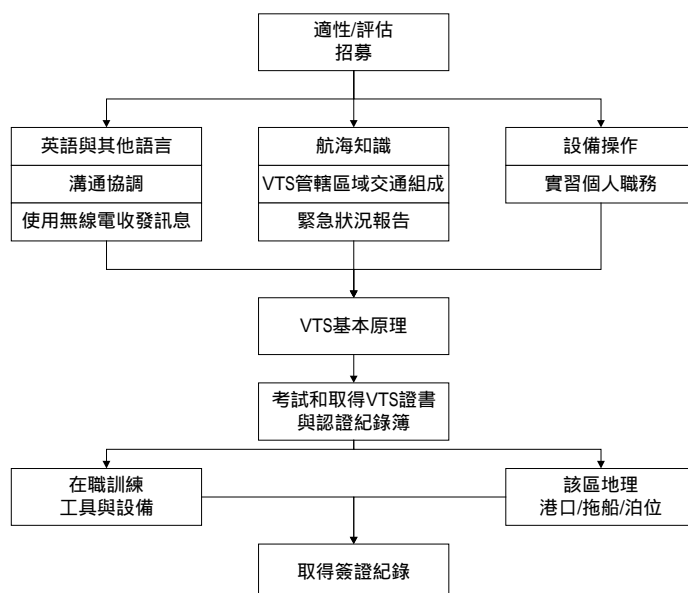 適性/評估
招募
英語與其他語言
溝通協調
使用無線電收發訊息
航海知識
VTS管轄區域交通組成
緊急狀況報告
設備操作
實習個人職務
VTS基本原理
考試和取得VTS證書
與認證紀錄簿
在職訓練
工具與設備
該區地理
港口/拖船/泊位
取得簽證紀錄